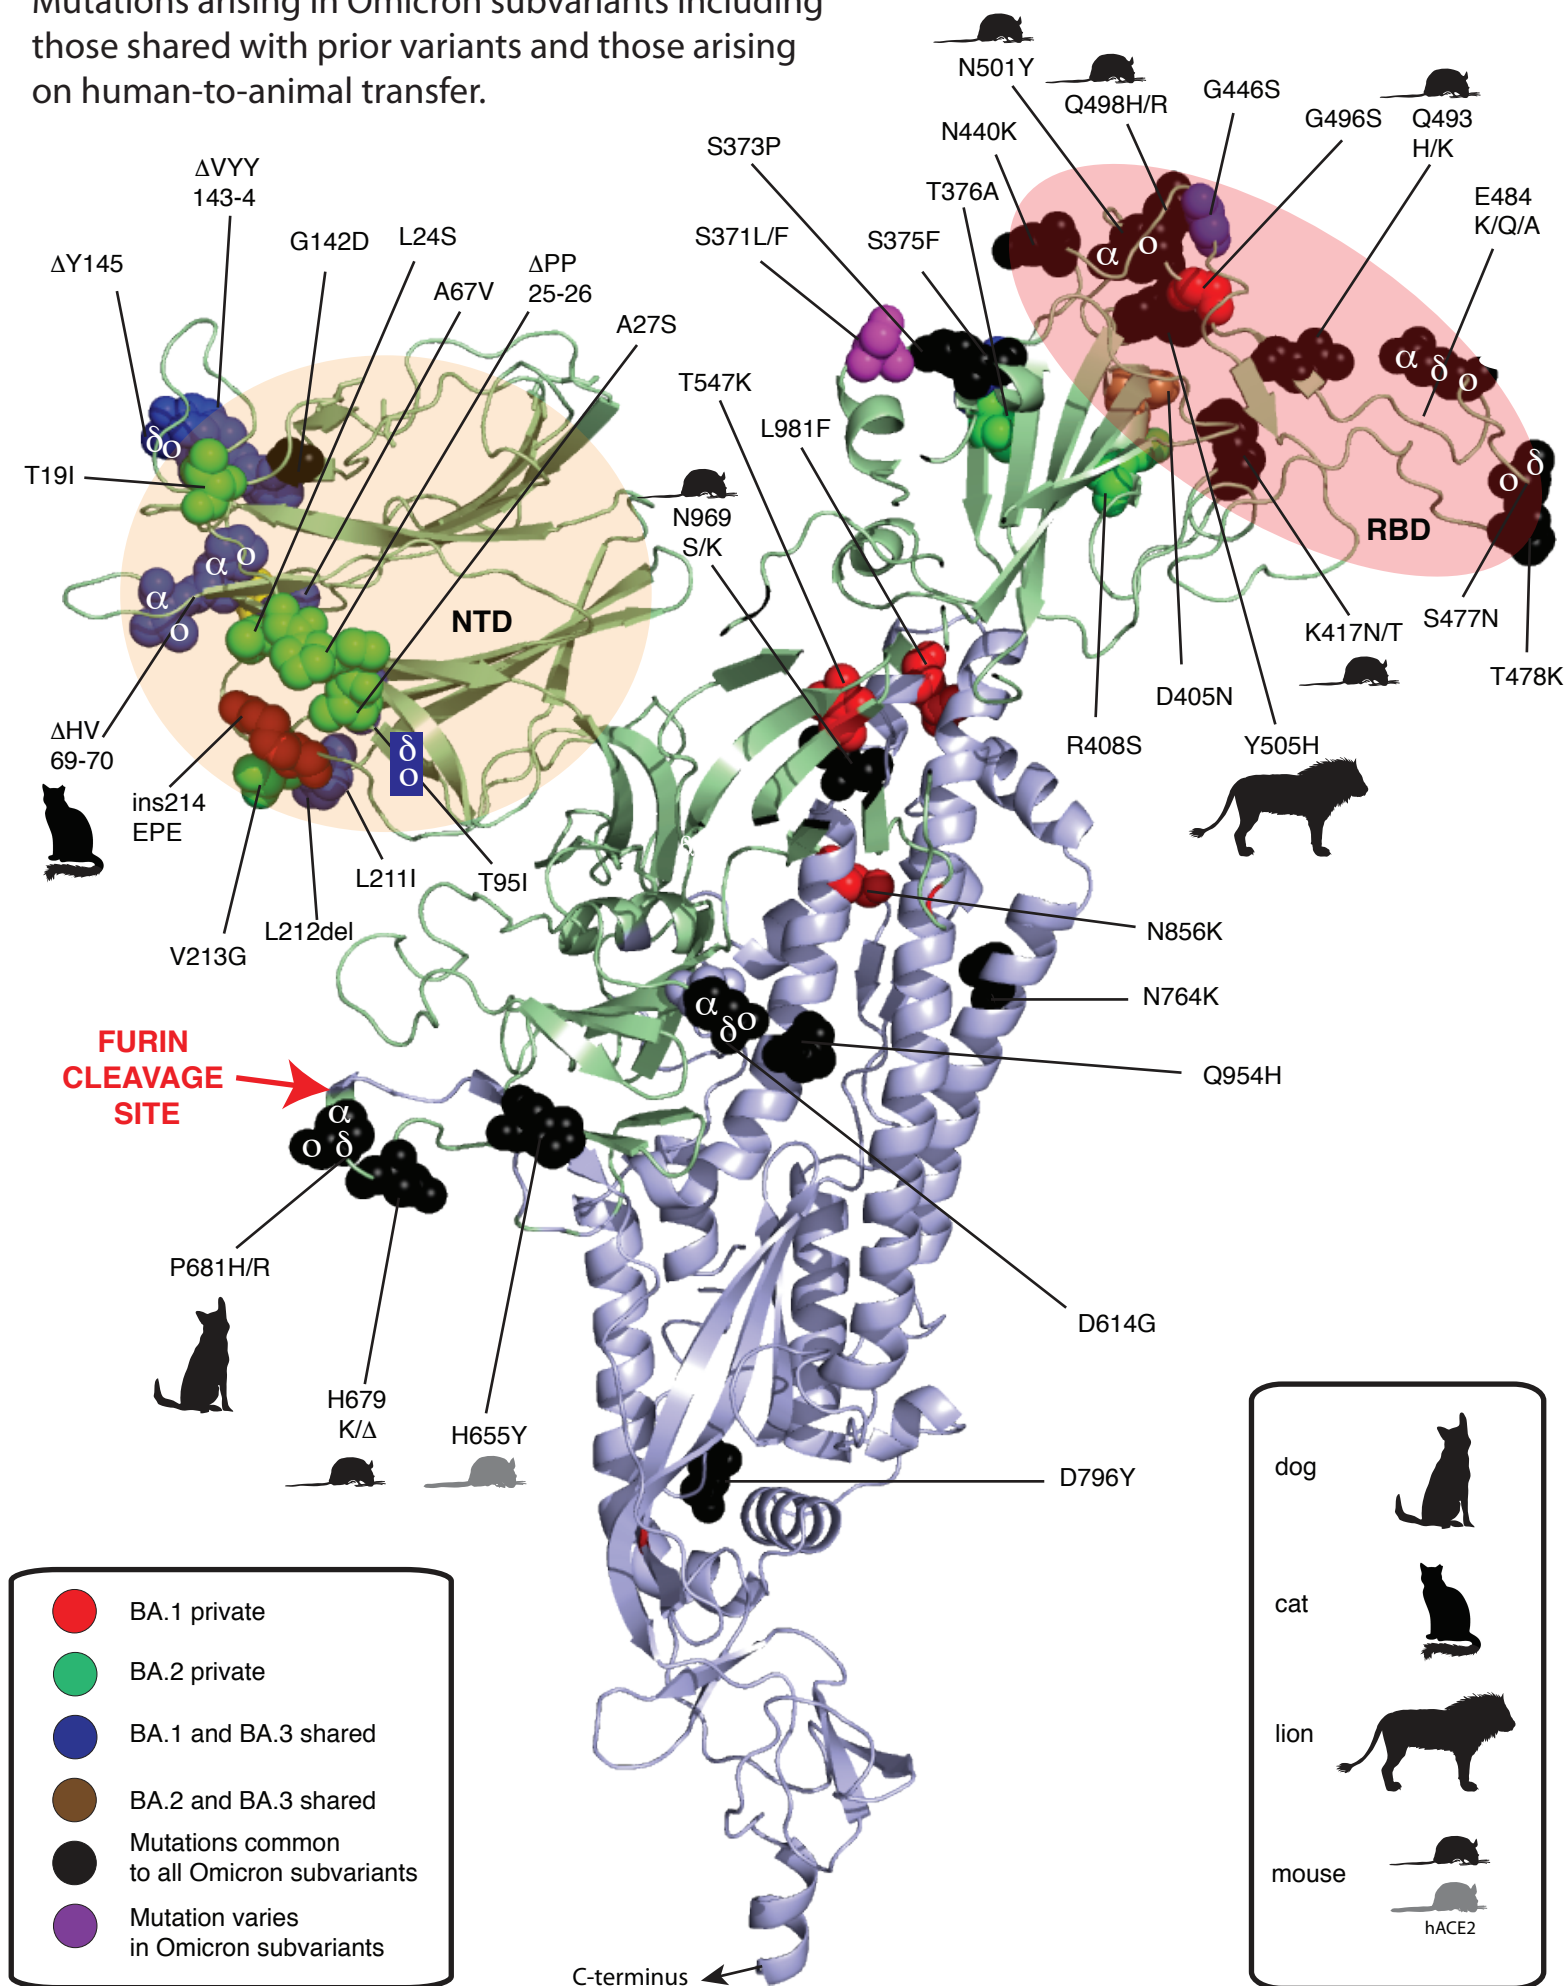 Mutations arising in Omicron subvariants including
those shared with prior variants and those arising
on human-to-animal transfer.
N501Y
Q498H/R
G446S
G496S
Q493
H/K
N440K
S373P
T376A
E484
K/Q/A
ΔVYY
143-4
G142D
L24S
S371L/F
S375F
ΔY145
A67V
ΔPP
25-26
A27S
α
o
T547K
α
δ
o
L981F
δ
o
T19I
N969
S/K
o
δ
RBD
α
o
α
o
NTD
S477N
K417N/T
T478K
D405N
ΔHV
69-70
δ
o
R408S
Y505H
ins214
EPE
L211I
T95I
L212del
V213G
N856K
N764K
α
δ
o
Q954H
FURIN
CLEAVAGE
SITE
α
o
δ
P681H/R
D614G
H679
K/Δ
H655Y
D796Y
BA.1 private
BA.2 private
BA.1 and BA.3 shared
BA.2 and BA.3 shared
Mutations common
to all Omicron subvariants
Mutation varies
in Omicron subvariants
dog
cat
lion
mouse
hACE2
C-terminus